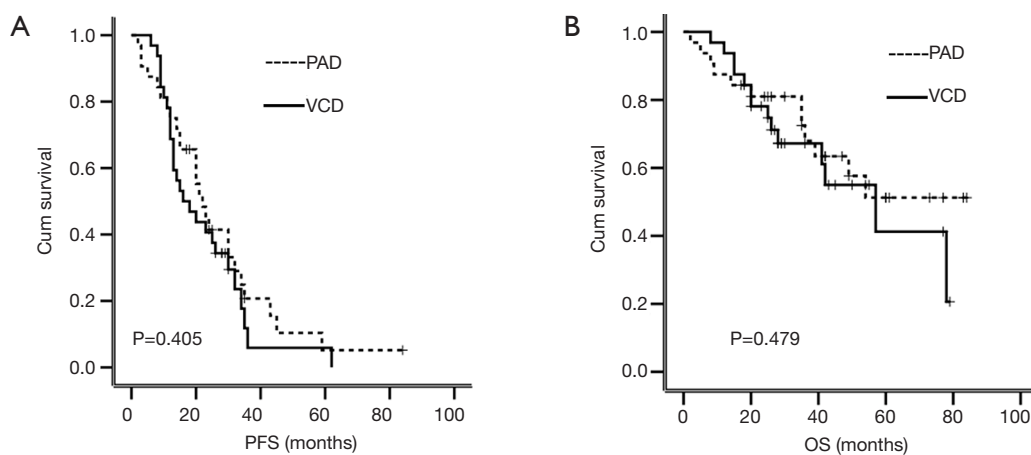 A
Cum survival
1.0
0.8
0.6
0.4
0.2
0.0
PAD
VCD
P=0.405
0 20 40 60 80 100
PFS (months)
B
Cum survival
1.0
0.8
0.6
0.4
0.2
0.0
PAD
VCD
P=0.479
0 20 40 60 80 100
OS (months)